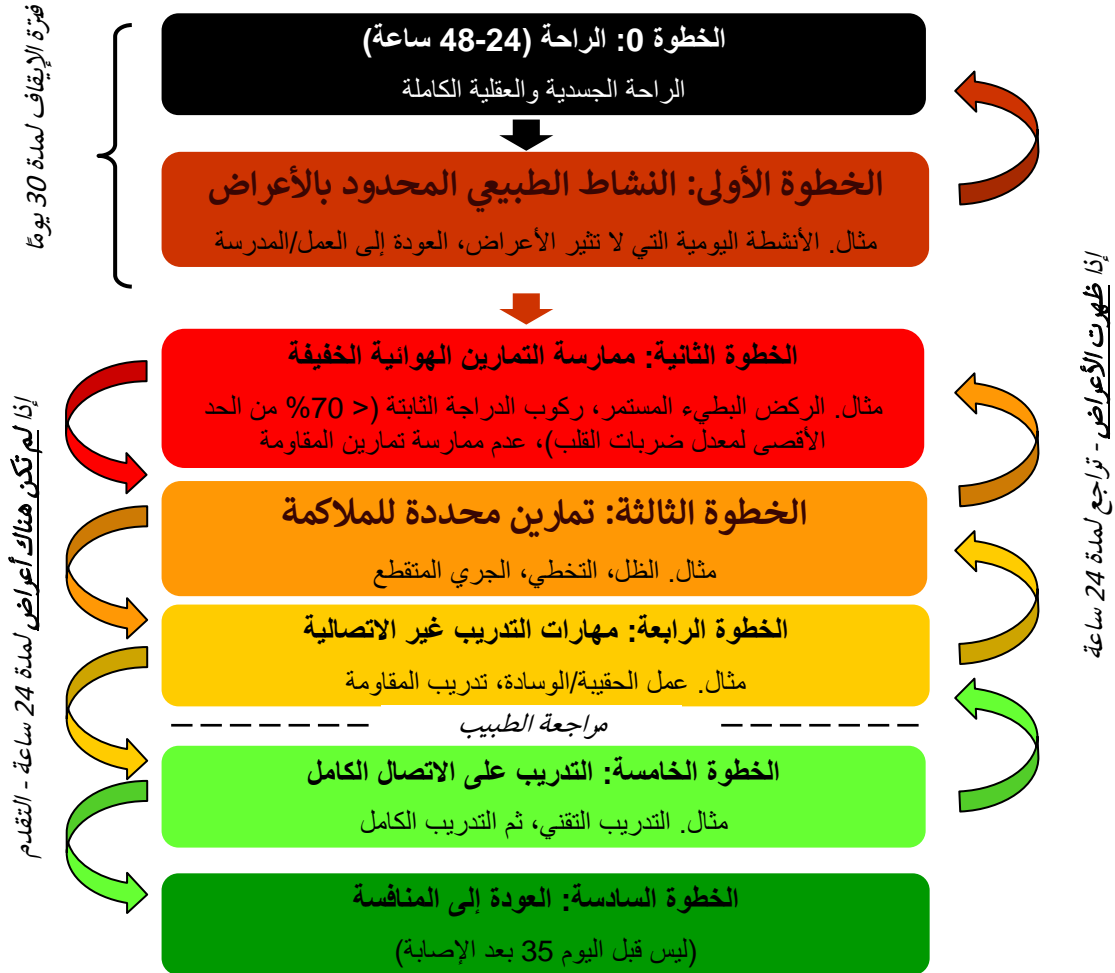 الخطوة 0: الراحة (24-48 ساعة)
الراحة الجسدية والعقلية الكاملة
فترة الإيقاف لمدة 30 يومًا
الخطوة الأولى: النشاط الطبيعي المحدود بالأعراض
مثال. الأنشطة اليومية التي لا تثير الأعراض، العودة إلى العمل/المدرسة
الخطوة الثانية: ممارسة التمارين الهوائية الخفيفة
مثال. الركض البطيء المستمر، ركوب الدراجة الثابتة (< 70% من الحد
الأقصى لمعدل ضربات القلب)، عدم ممارسة تمارين المقاومة
الخطوة الثالثة: تمارين محددة للملاكمة
مثال. الظل، التخطي، الجري المتقطع
الخطوة الرابعة: مهارات التدريب غير الاتصالية
مثال. عمل الحقيبة/الوسادة، تدريب المقاومة
مراجعة الطبيب
الخطوة الخامسة: التدريب على الاتصال الكامل
مثال. التدريب التقني، ثم التدريب الكامل
الخطوة السادسة: العودة إلى المنافسة
(ليس قبل اليوم 35 بعد الإصابة)
إذا ظهرت الأعراض - تراجع لمدة 24 ساعة
إذا لم تكن هناك أعراض لمدة 24 ساعة - التقدم